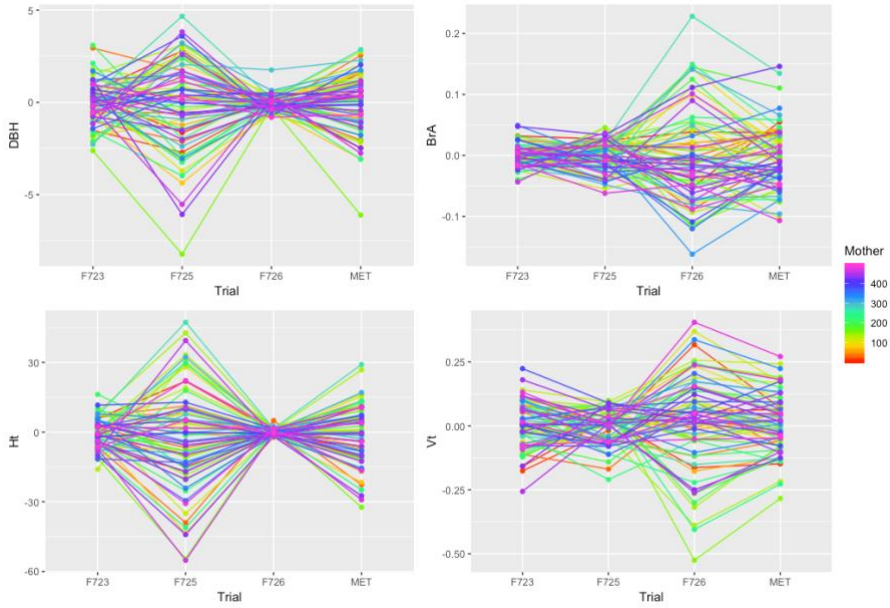 DBH
5
0
-5
F723 F725 F726 MET
Trial
BrA
0.2
0.1
0.0
-0.1
F723 F725 F726 MET
Trial
Ht
30
0
-30
-60
F723 F725 F726 MET
Trial
Vt
0.25
0.00
-0.25
-0.50
F723 F725 F726 MET
Trial
Mother
400
300
200
100